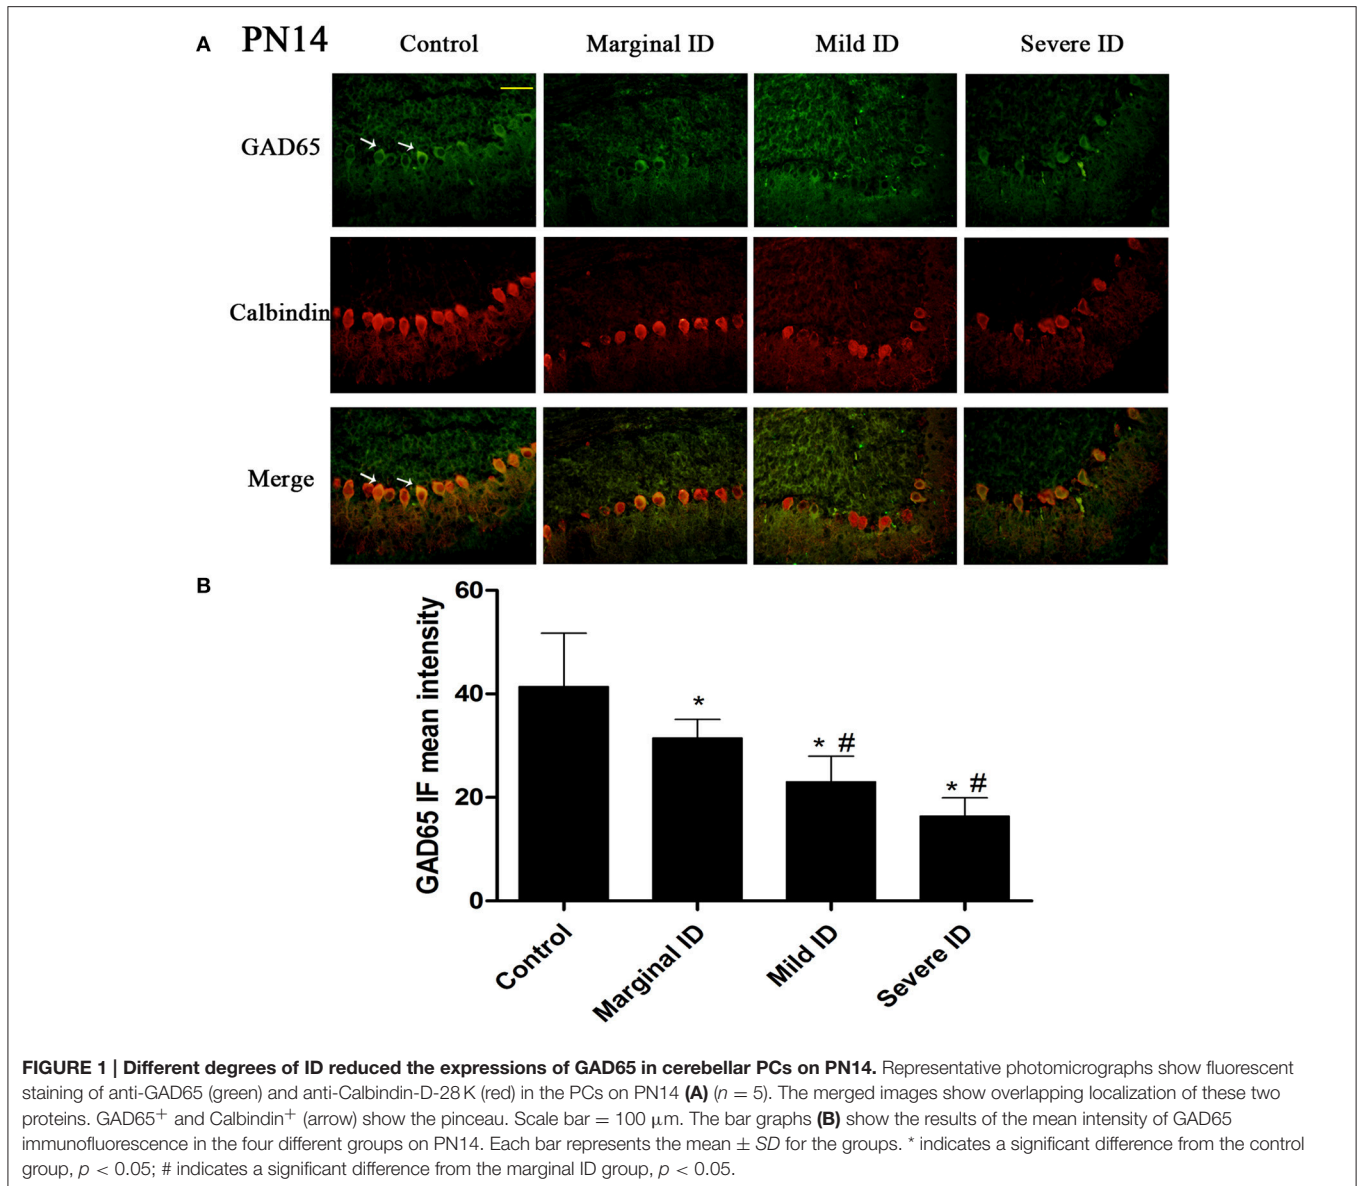 A PN14 Control Marginal ID Mild ID Severe ID
GAD65
Calbindin
Merge
B
GAD65 IF mean intensity
60
40
20
0
*
* #
* #
Control
Marginal ID
Mild ID
Severe ID
FIGURE 1 | Different degrees of ID reduced the expressions of GAD65 in cerebellar PCs on PN14. Representative photomicrographs show fluorescent
staining of anti-GAD65 (green) and anti-Calbindin-D-28 K (red) in the PCs on PN14 (A) (n = 5). The merged images show overlapping localization of these two
proteins. GAD65⁺ and Calbindin⁺ (arrow) show the pinceau. Scale bar = 100 μm. The bar graphs (B) show the results of the mean intensity of GAD65
immunofluorescence in the four different groups on PN14. Each bar represents the mean ± SD for the groups. * indicates a significant difference from the control
group, p < 0.05; # indicates a significant difference from the marginal ID group, p < 0.05.